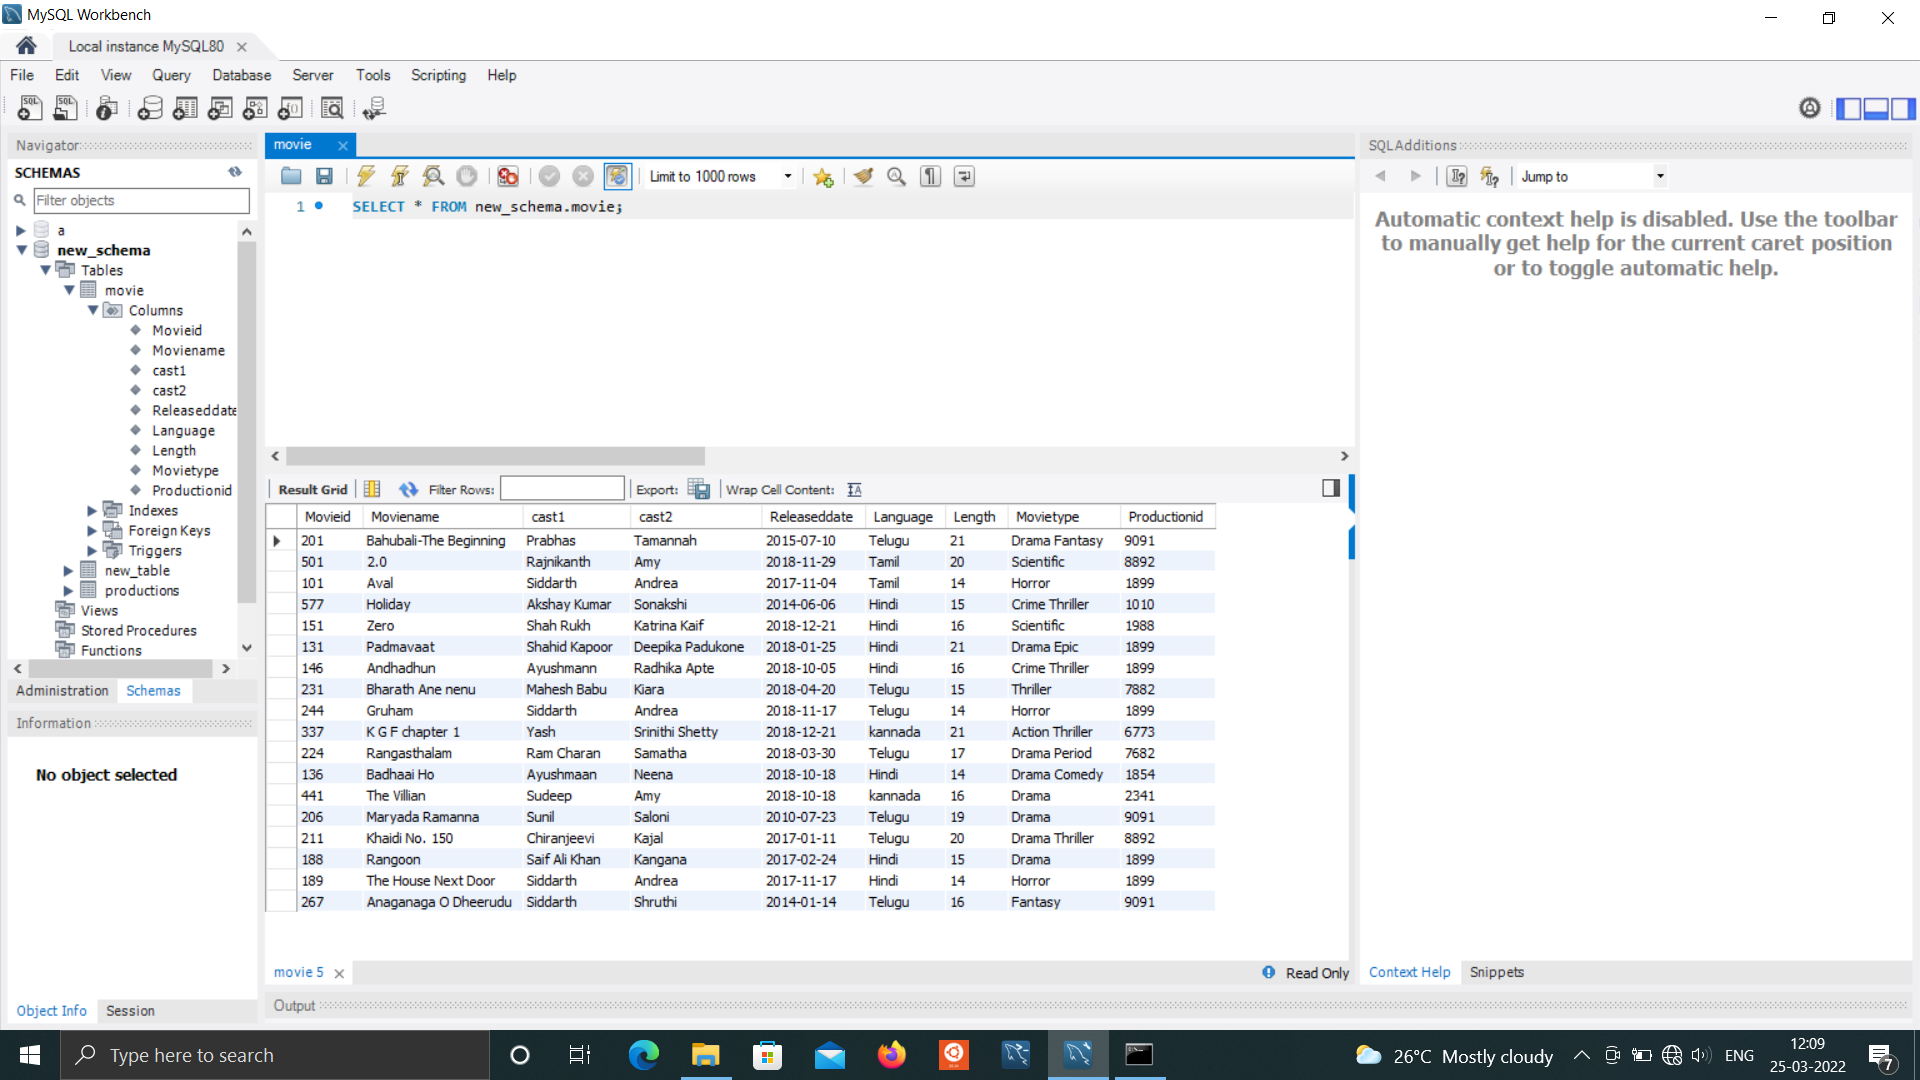 MySQL Workbench
Local instance MySQL80
File Edit View Query Database Server Tools Scripting Help
Navigator
SCHEMAS
Filter objects
a
new_schema
Tables
movie
Columns
Movieid
Moviename
cast1
cast2
Releaseddate
Language
Length
Movietype
Productionid
Indexes
Foreign Keys
Triggers
new_table
productions
Views
Stored Procedures
Functions
Administration Schemas
Information
No object selected
Object Info Session
movie
Limit to 1000 rows
1 SELECT * FROM new_schema.movie;
Result Grid Filter Rows: Export: Wrap Cell Content:
Movieid Moviename cast1 cast2 Releaseddate Language Length Movietype Productionid
201 Bahubali-The Beginning Prabhas Tamannah 2015-07-10 Telugu 21 Drama Fantasy 9091
501 2.0 Rajnikanth Amy 2018-11-29 Tamil 20 Scientific 8892
101 Aval Siddarth Andrea 2017-11-04 Tamil 14 Horror 1899
577 Holiday Akshay Kumar Sonakshi 2014-06-06 Hindi 15 Crime Thriller 1010
151 Zero Shah Rukh Katrina Kaif 2018-12-21 Hindi 16 Scientific 1988
131 Padmavaat Shahid Kapoor Deepika Padukone 2018-01-25 Hindi 21 Drama Epic 1899
146 Andhadhun Ayushmann Radhika Apte 2018-10-05 Hindi 16 Crime Thriller 1899
231 Bharath Ane nenu Mahesh Babu Kiara 2018-04-20 Telugu 15 Thriller 7882
244 Gruham Siddarth Andrea 2018-11-17 Telugu 14 Horror 1899
337 K G F chapter 1 Yash Srinithi Shetty 2018-12-21 kannada 21 Action Thriller 6773
224 Rangasthalam Ram Charan Samatha 2018-03-30 Telugu 17 Drama Period 7682
136 Badhaai Ho Ayushmaan Neena 2018-10-18 Hindi 14 Drama Comedy 1854
441 The Villian Sudeep Amy 2018-10-18 kannada 16 Drama 2341
206 Maryada Ramanna Sunil Saloni 2010-07-23 Telugu 19 Drama 9091
211 Khaidi No. 150 Chiranjeevi Kajal 2017-01-11 Telugu 20 Drama Thriller 8892
188 Rangoon Saif Ali Khan Kangana 2017-02-24 Hindi 15 Drama 1899
189 The House Next Door Siddarth Andrea 2017-11-17 Hindi 14 Horror 1899
267 Anaganaga O Dheerudu Siddarth Shruthi 2014-01-14 Telugu 16 Fantasy 9091
movie 5 Read Only
Output
SQLAdditions
Jump to
Automatic context help is disabled. Use the toolbar
to manually get help for the current caret position
or to toggle automatic help.
Context Help Snippets
Type here to search
26°C Mostly cloudy
ENG
12:09
25-03-2022
7